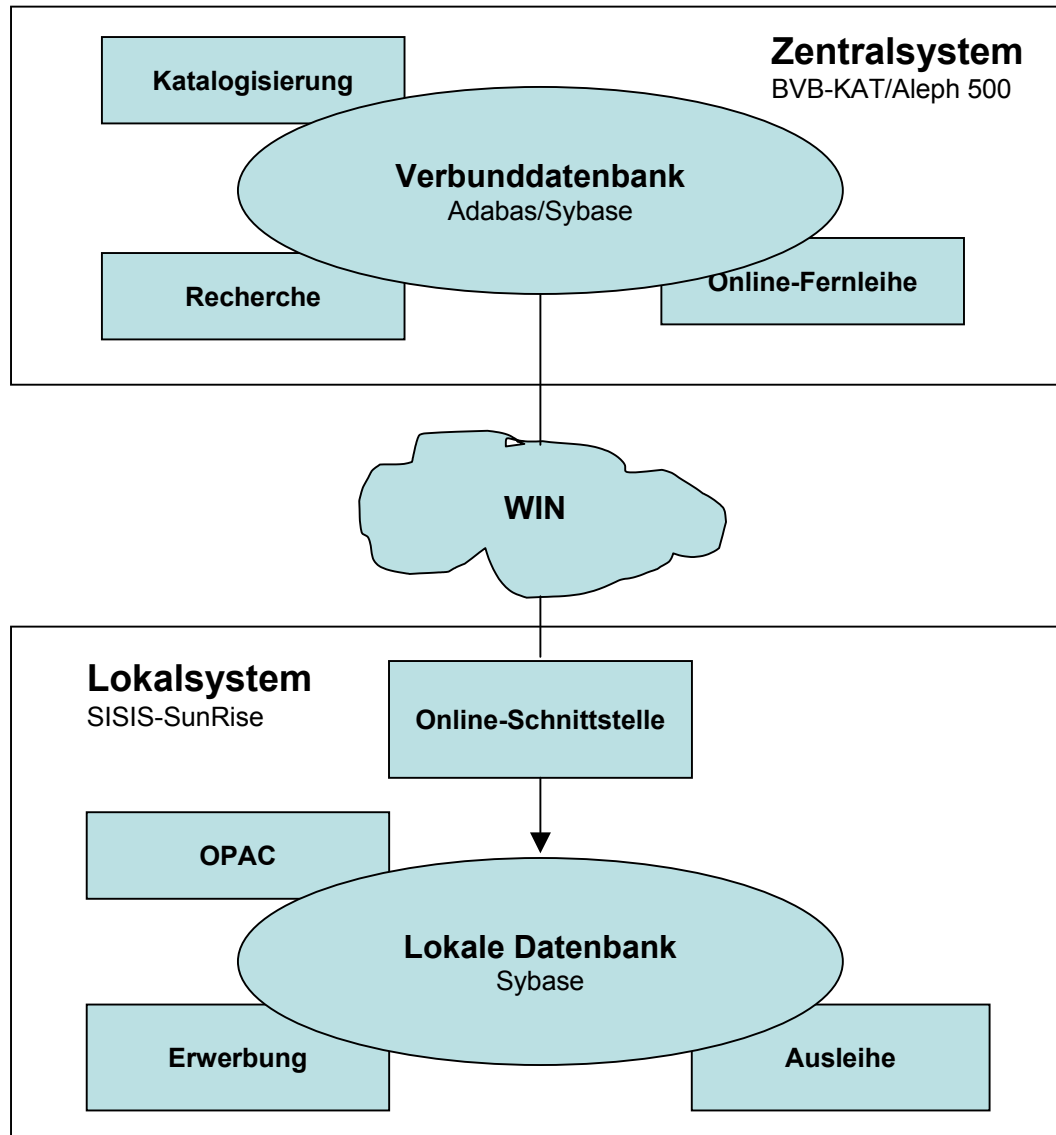 Zentralsystem
BVB-KAT/Aleph 500
Katalogisierung
Verbunddatenbank
Adabas/Sybase
Recherche
Online-Fernleihe
WIN
Lokalsystem
SISIS-SunRise
Online-Schnittstelle
OPAC
Lokale Datenbank
Sybase
Erwerbung
Ausleihe